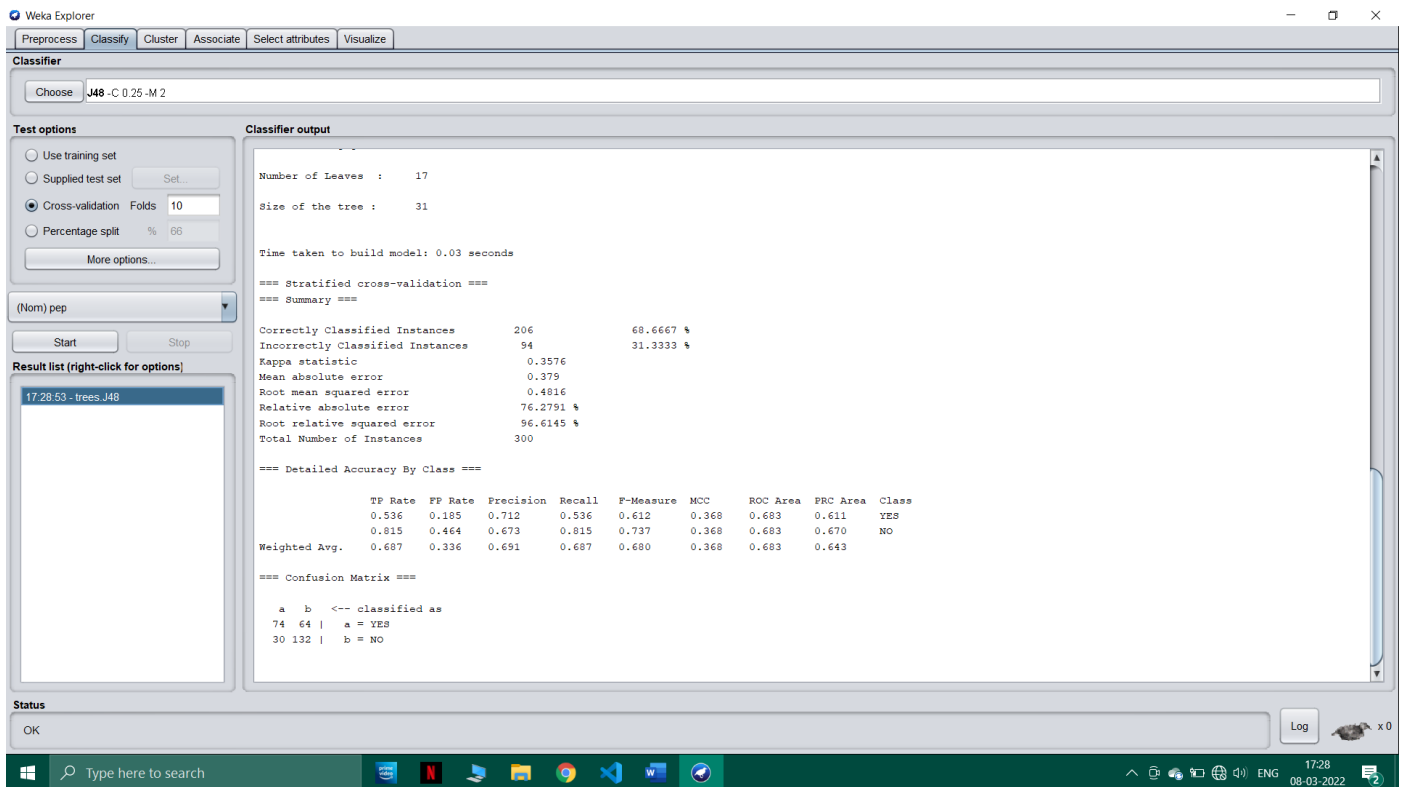 Weka Explorer
Preprocess Classify Cluster Associate Select attributes Visualize
Classifier
Choose J48 -C 0.25 -M 2
Test options
Use training set
Supplied test set Set...
Cross-validation Folds 10
Percentage split % 66
More options...
(Nom) pep
Start Stop
Result list (right-click for options)
17:28:53 - trees.J48
Classifier output
Number of Leaves : 17
Size of the tree : 31
Time taken to build model: 0.03 seconds
=== Stratified cross-validation ===
=== Summary ===
Correctly Classified Instances 206 68.6667 %
Incorrectly Classified Instances 94 31.3333 %
Kappa statistic 0.3576
Mean absolute error 0.379
Root mean squared error 0.4816
Relative absolute error 76.2791 %
Root relative squared error 96.6145 %
Total Number of Instances 300
=== Detailed Accuracy By Class ===
TP Rate FP Rate Precision Recall F-Measure MCC ROC Area PRC Area Class
0.536 0.185 0.712 0.536 0.612 0.368 0.683 0.611 YES
0.815 0.464 0.673 0.815 0.737 0.368 0.683 0.670 NO
Weighted Avg. 0.687 0.336 0.691 0.687 0.680 0.368 0.683 0.643
=== Confusion Matrix ===
a b <-- classified as
74 64 | a = YES
30 132 | b = NO
Status
OK
Log x 0
Type here to search
prime video
N
W
ENG
17:28
08-03-2022
2